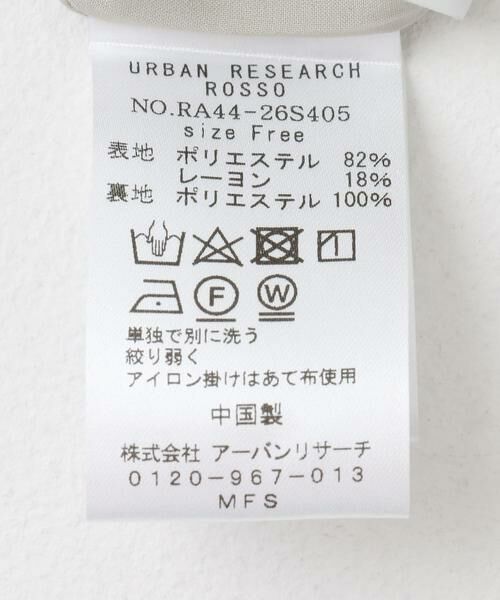 URBAN RESEARCH
ROSSO
NO.RA44-26S405
size Free
表地 ポリエステル 82%
レーヨン 18%
裏地 ポリエステル 100%
F W
単独で別に洗う
絞り弱く
アイロン掛けはあて布使用
中国製
株式会社 アーバンリサーチ
0120-967-013
MFS